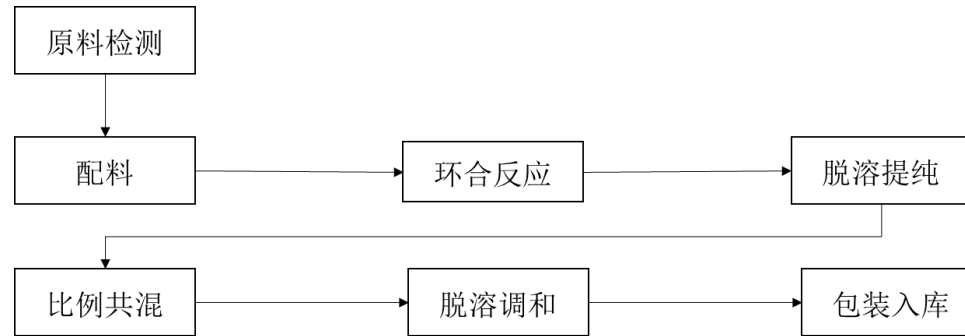 原料检测
配料
环合反应
脱溶提纯
比例共混
脱溶调和
包装入库